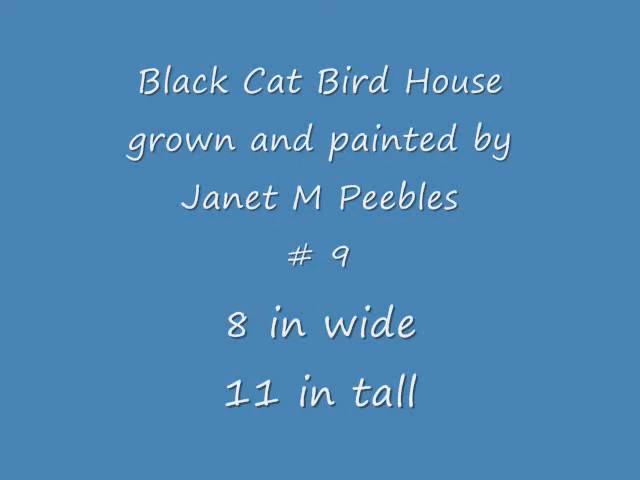 Black Cat Bird House
grown and painted by
Janet M Peebles
# 9
8 in wide
11 in tall